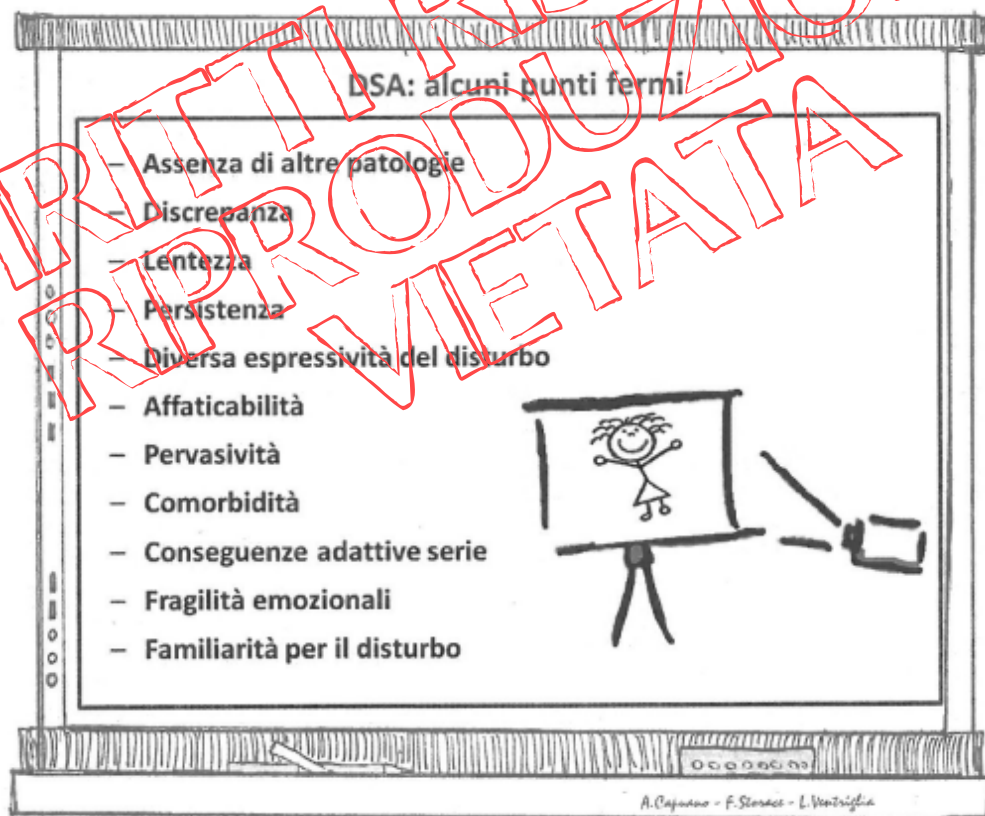 DSA: alcuni punti fermi
– Assenza di altre patologie
– Discrepanza
– Lentezza
– Persistenza
– Diversa espressività del disturbo
– Affaticabilità
– Pervasività
– Comorbidità
– Conseguenze adattive serie
– Fragilità emozionali
– Familiarità per il disturbo
RIPRODUZIO
VIETATA
A.Capuano - F.Storace - L.Ventriglia